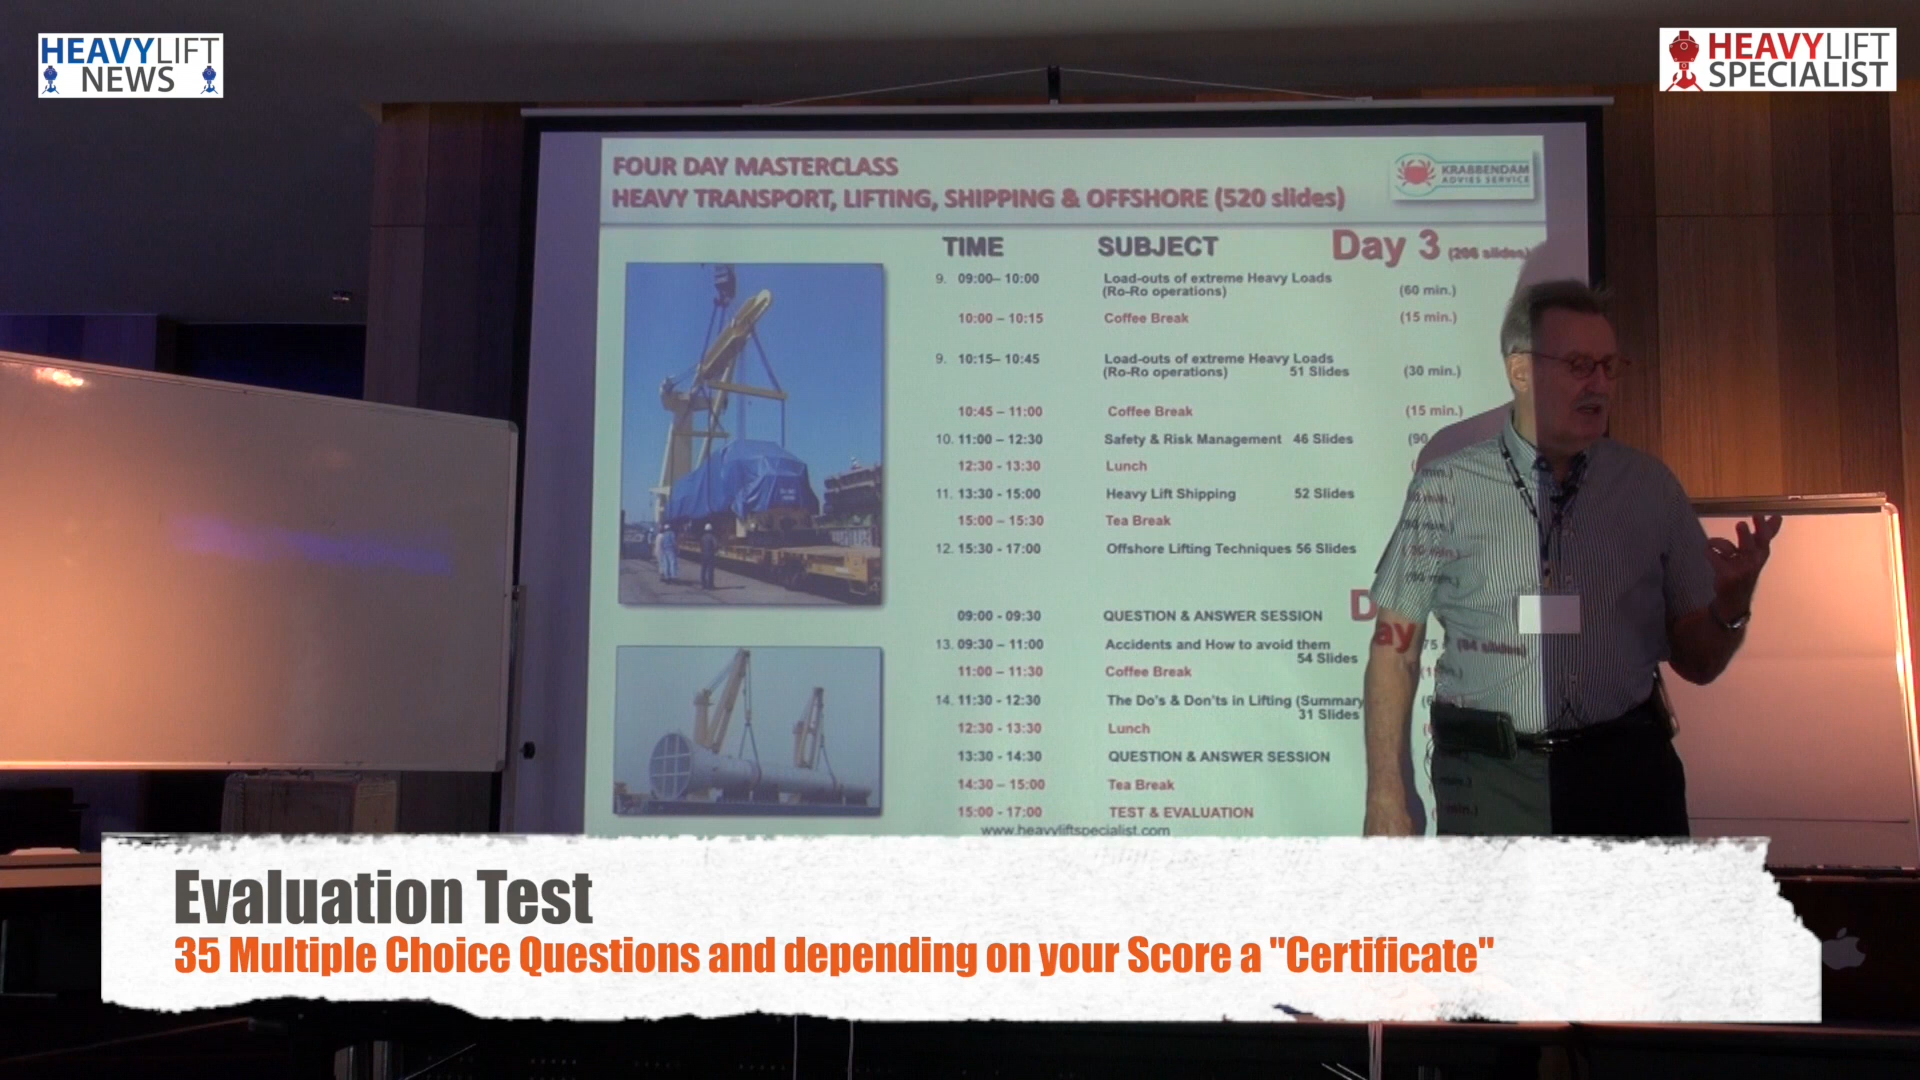 HEAVYLIFT
NEWS
HEAVYLIFT
SPECIALIST
FOUR DAY MASTERCLASS
HEAVY TRANSPORT, LIFTING, SHIPPING & OFFSHORE (520 slides)
KRABBENDAM
ADVIES SERVICE
TIME SUBJECT Day 3 (206 slides)
9. 09:00– 10:00 Load-outs of extreme Heavy Loads
(Ro-Ro operations) (60 min.)
10:00 – 10:15 Coffee Break (15 min.)
9. 10:15– 10:45 Load-outs of extreme Heavy Loads
(Ro-Ro operations) 51 Slides (30 min.)
10:45 – 11:00 Coffee Break (15 min.)
10. 11:00 – 12:30 Safety & Risk Management 46 Slides (90
12:30 - 13:30 Lunch
11. 13:30 - 15:00 Heavy Lift Shipping 52 Slides
15:00 – 15:30 Tea Break
12. 15:30 - 17:00 Offshore Lifting Techniques 56 Slides
09:00 - 09:30 QUESTION & ANSWER SESSION
13. 09:30 – 11:00 Accidents and How to avoid them
54 Slides
11:00 – 11:30 Coffee Break
14. 11:30 - 12:30 The Do's & Don'ts in Lifting (Summary
31 Slides
12:30 - 13:30 Lunch
13:30 - 14:30 QUESTION & ANSWER SESSION
14:30 – 15:00 Tea Break
15:00 - 17:00 TEST & EVALUATION
www.heavyliftspecialist.com
Evaluation Test
35 Multiple Choice Questions and depending on your Score a "Certificate"